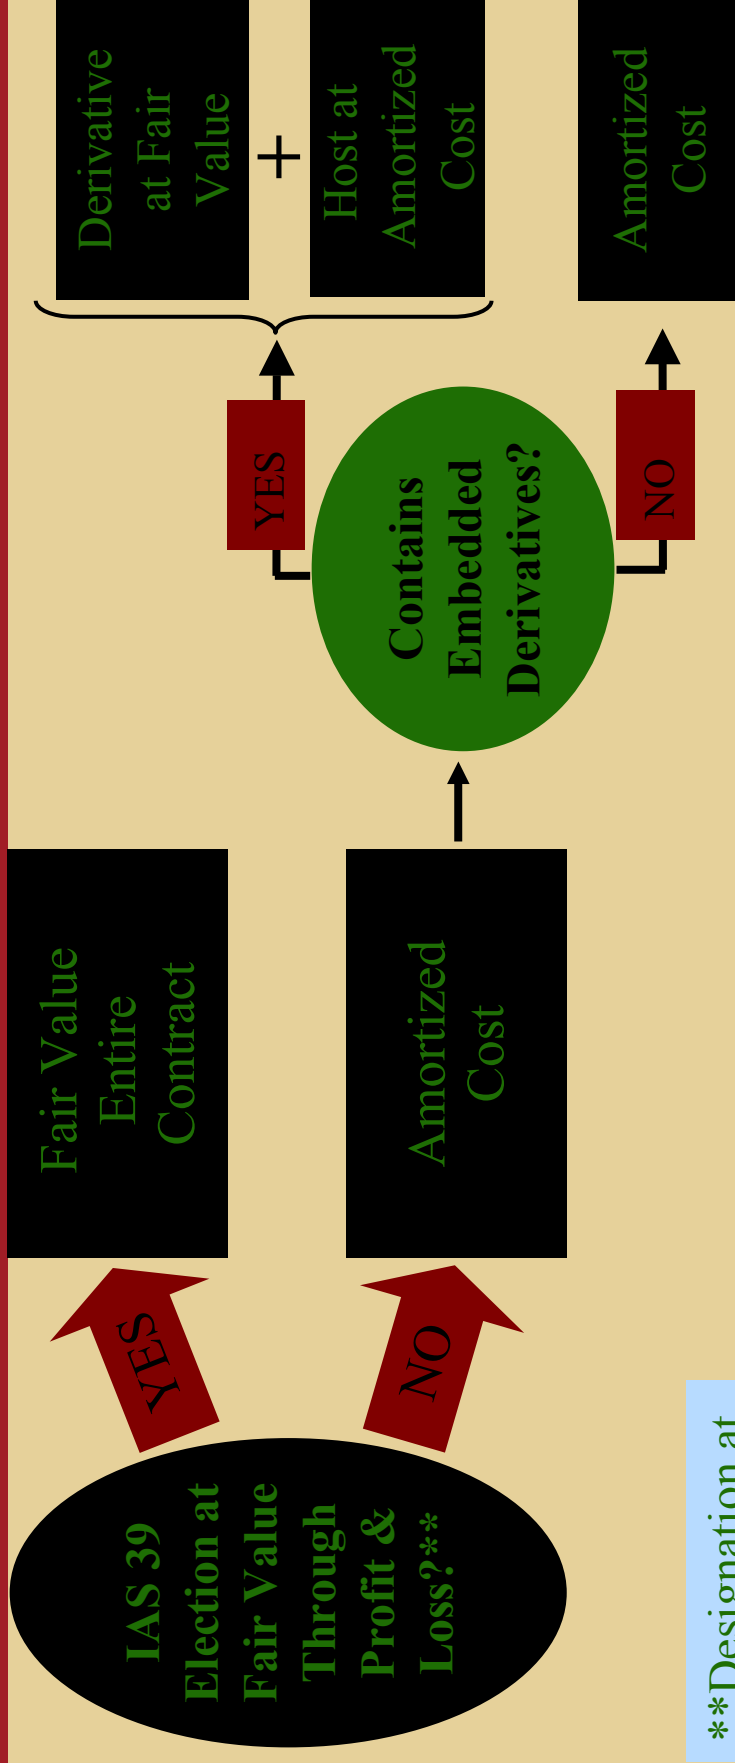 IAS 39
Election at
Fair Value
Through
Profit &
Loss?**
YES
NO
Fair Value
Entire
Contract
Amortized
Cost
Contains
Embedded
Derivatives?
YES
NO
Derivative
at Fair
Value
+
Host at
Amortized
Cost
Amortized
Cost
**Designation at